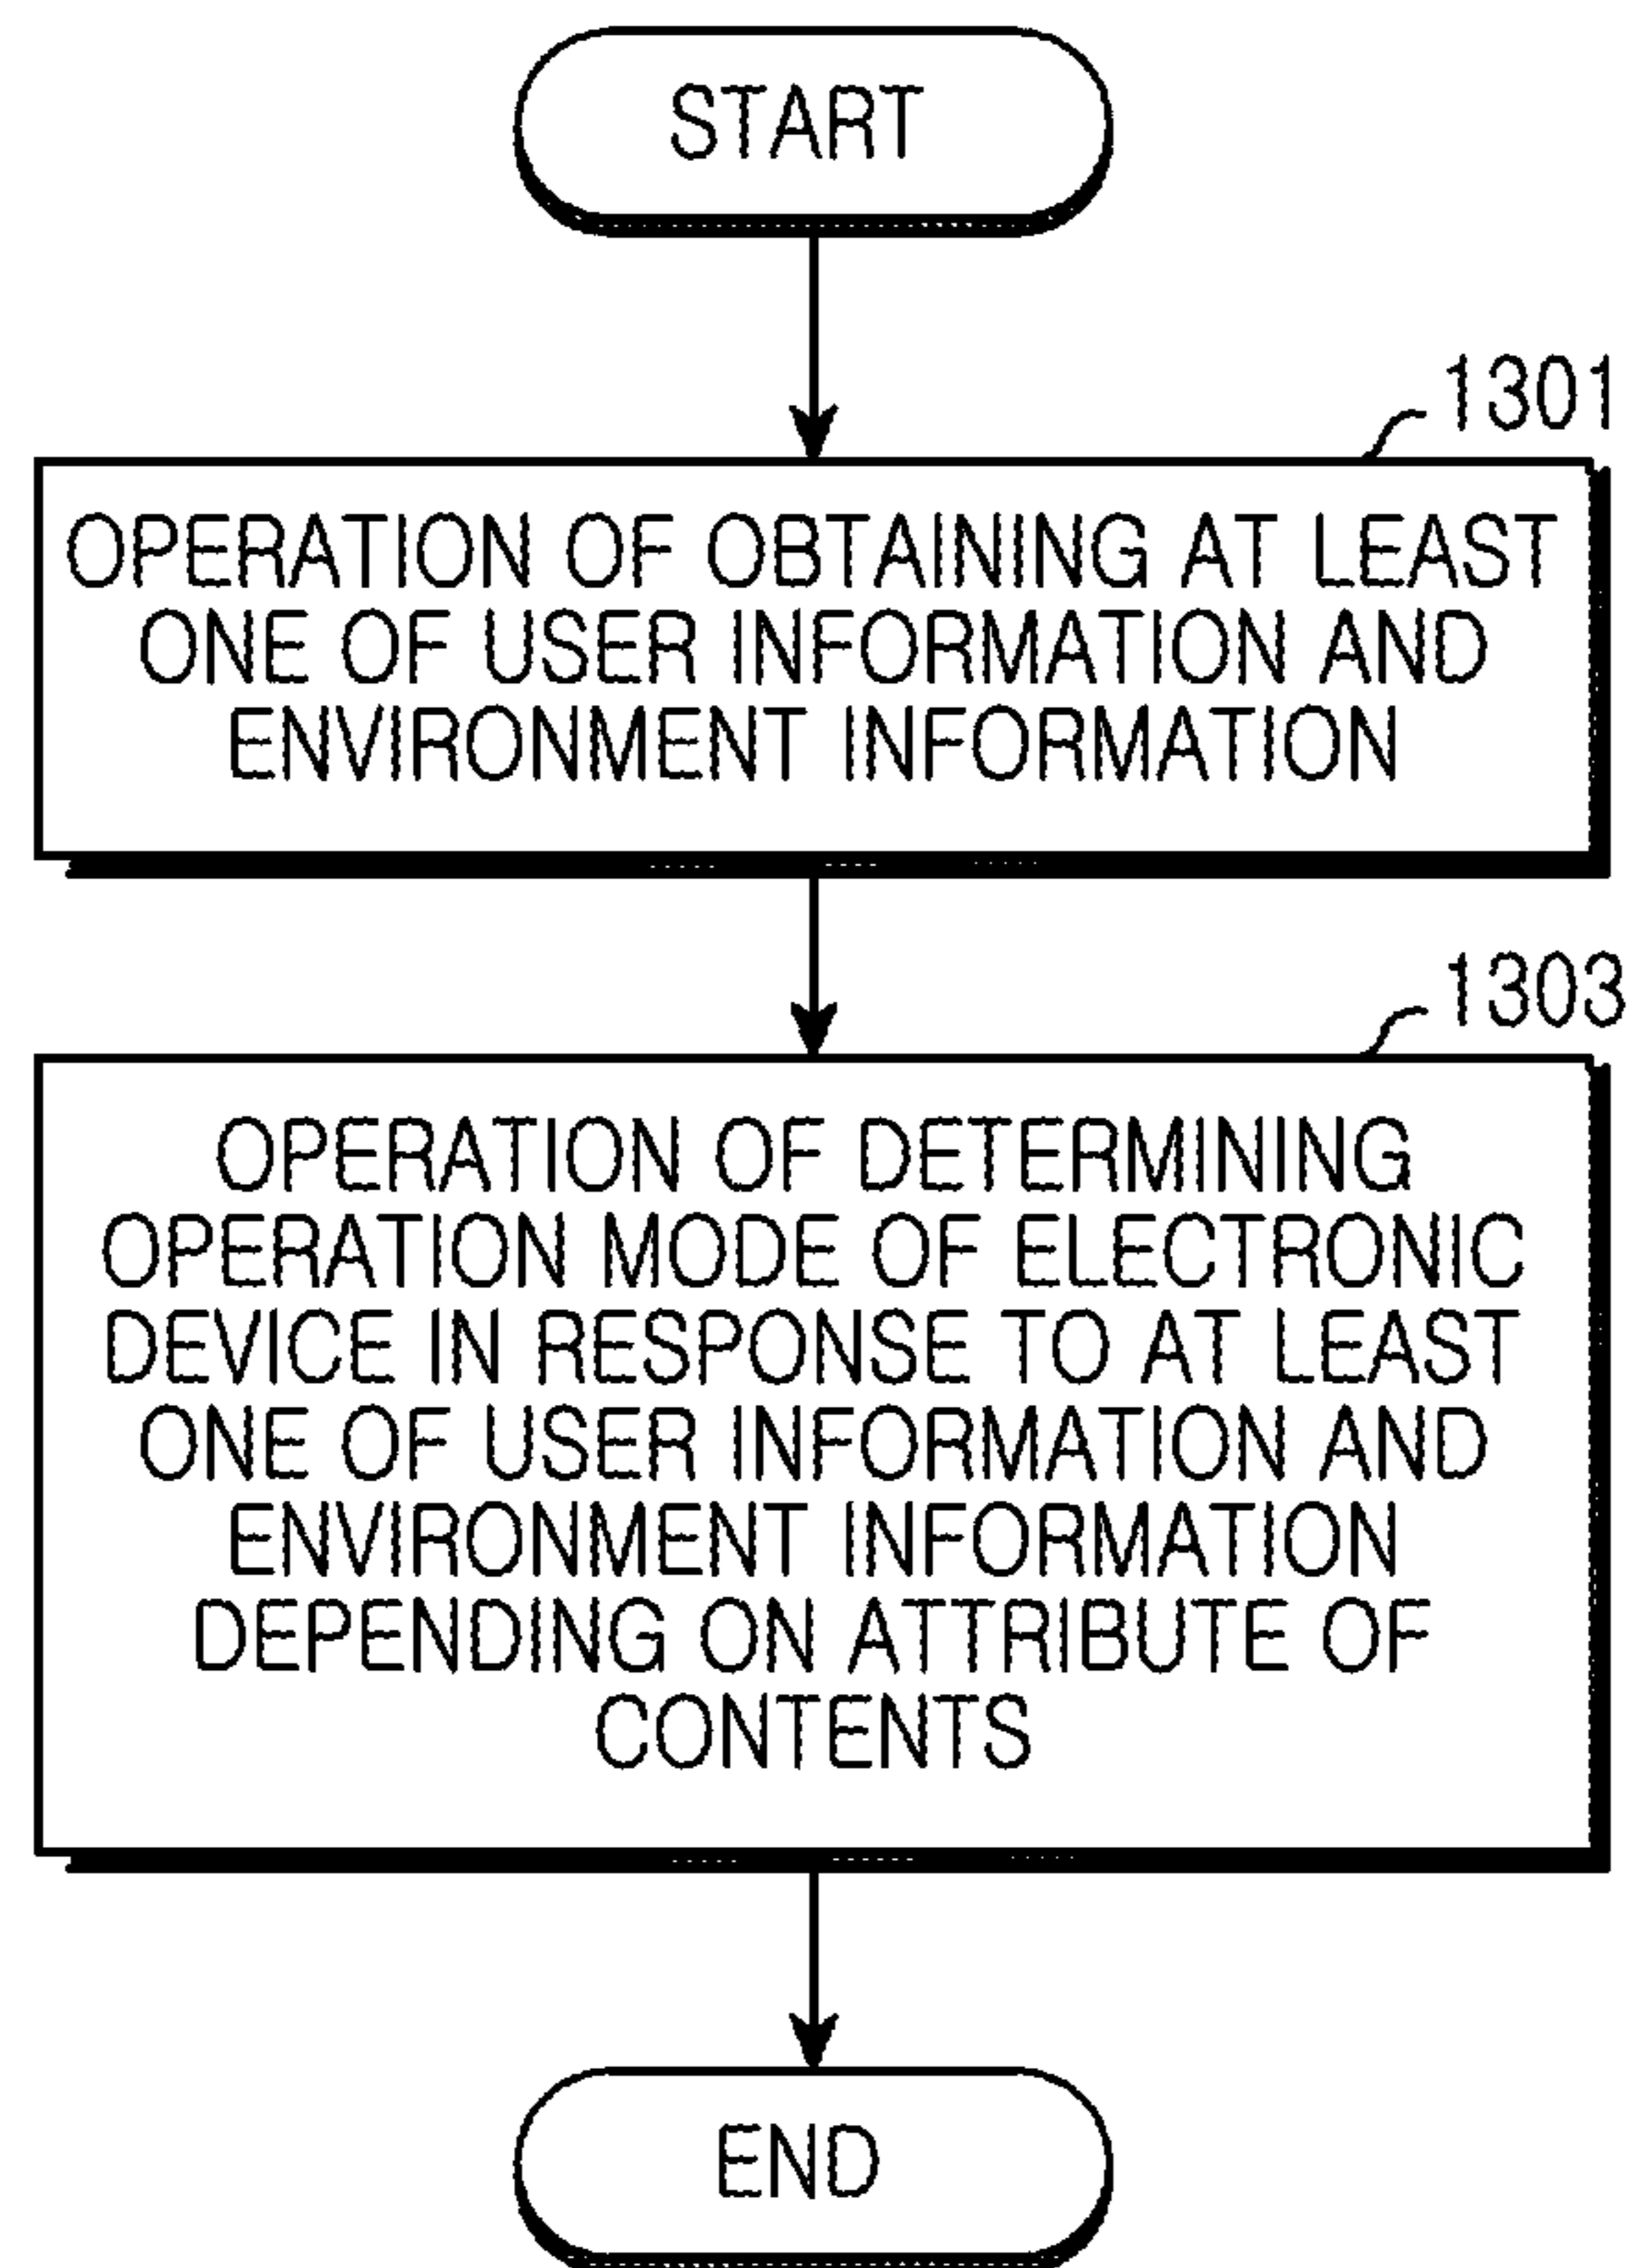 START
1301
OPERATION OF OBTAINING AT LEAST
ONE OF USER INFORMATION AND
ENVIRONMENT INFORMATION
1303
OPERATION OF DETERMINING
OPERATION MODE OF ELECTRONIC
DEVICE IN RESPONSE TO AT LEAST
ONE OF USER INFORMATION AND
ENVIRONMENT INFORMATION
DEPENDING ON ATTRIBUTE OF
CONTENTS
END